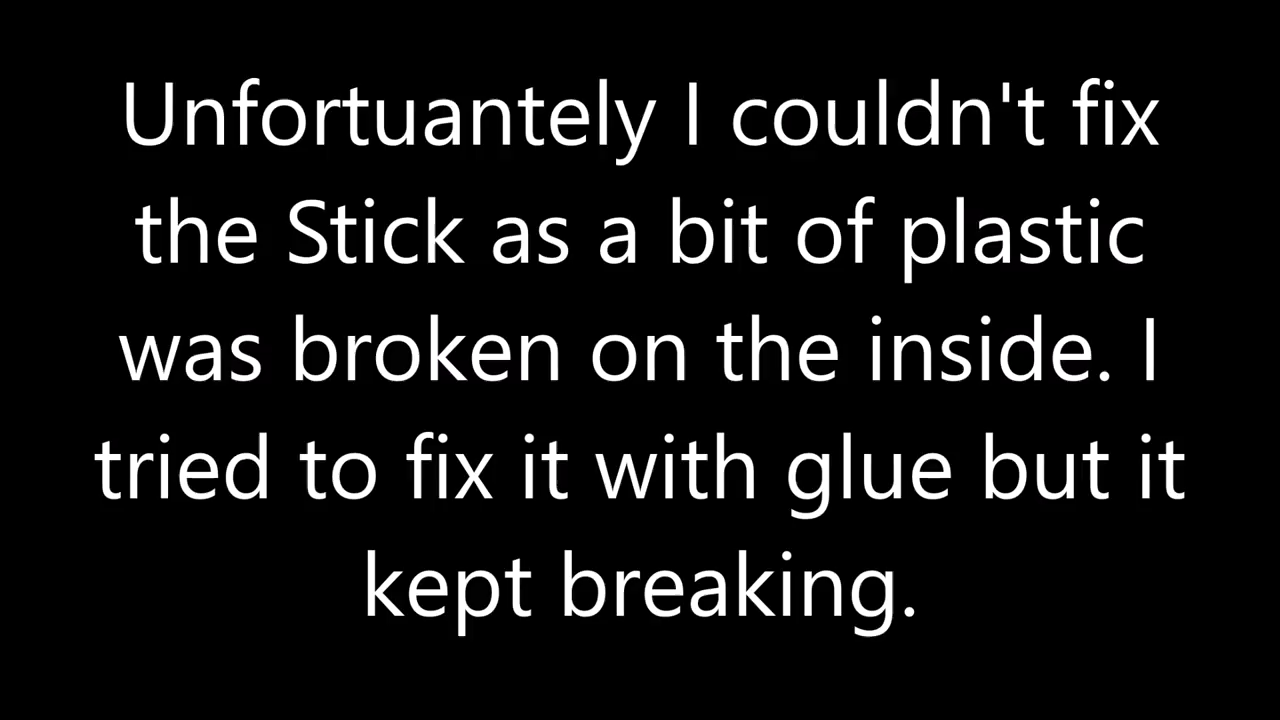 Unfortuantely I couldn't fix
the Stick as a bit of plastic
was broken on the inside. I
tried to fix it with glue but it
kept breaking.